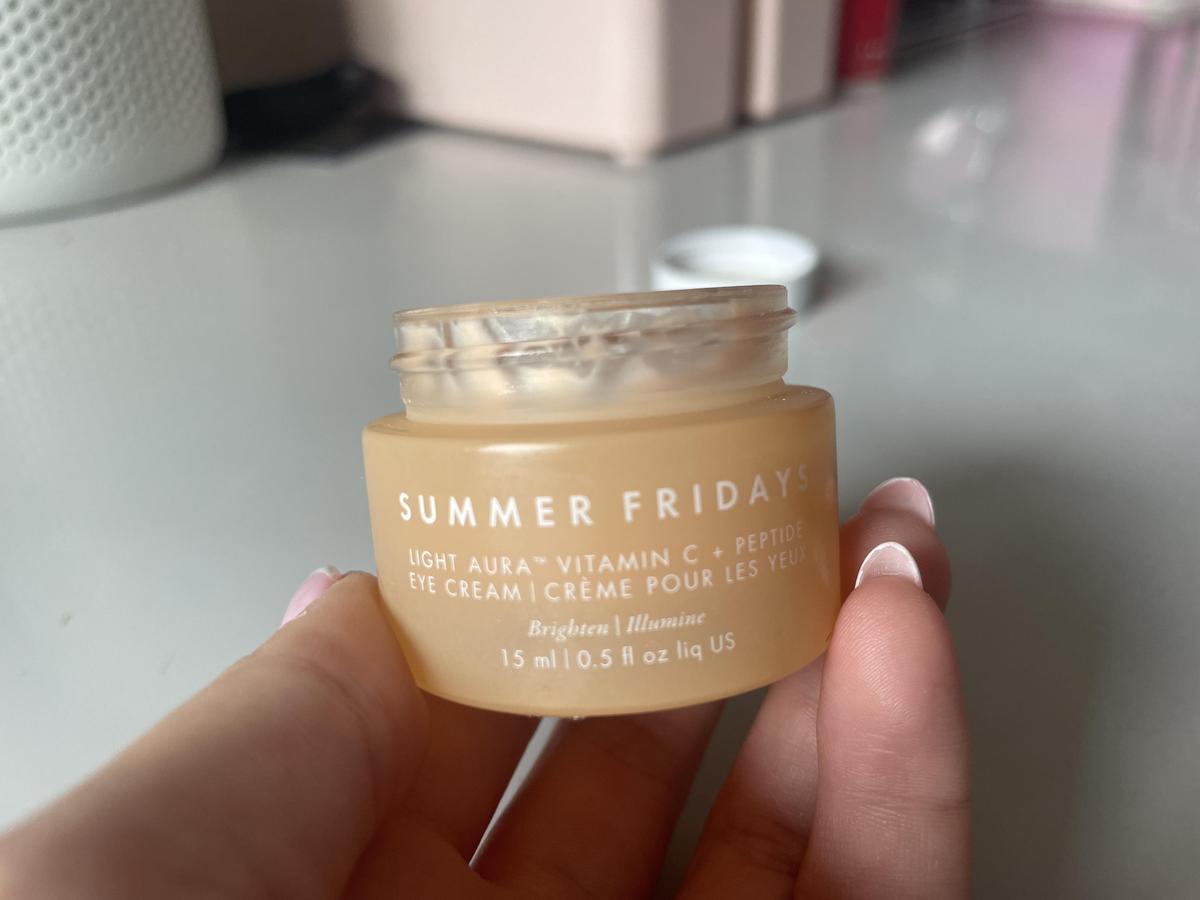 SUMMER FRIDAYS
LIGHT AURA™ VITAMIN C + PEPTIDE
EYE CREAM | CRÈME POUR LES YEUX
Brighten | Illumine
15 ml | 0.5 fl oz liq US